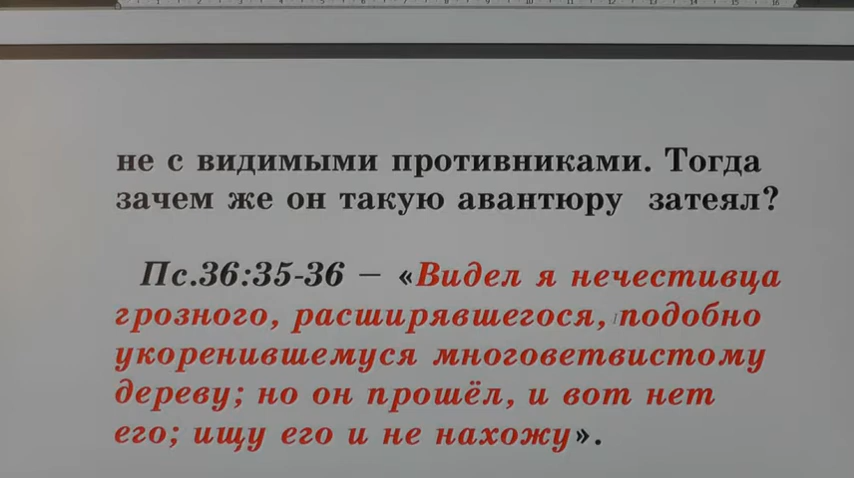 не с видимыми противниками. Тогда
зачем же он такую авантюру затеял?
Пс.36:35-36 – «Видел я нечестивца
грозного, расширявшегося, подобно
укоренившемуся многоветвистому
дереву; но он прошёл, и вот нет
его; ищу его и не нахожу».